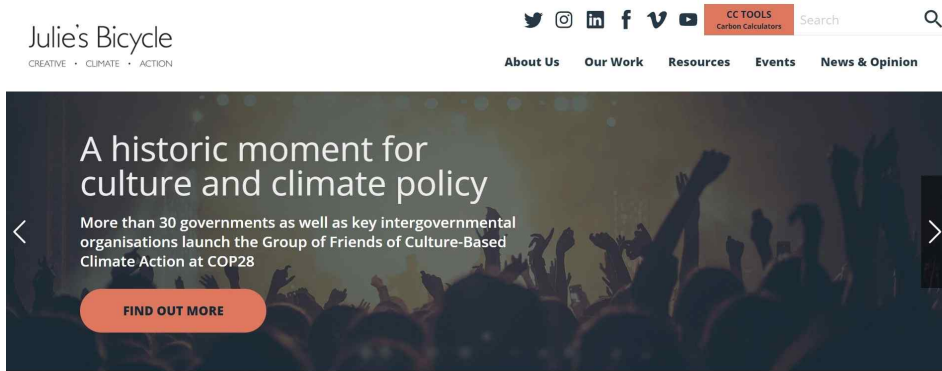 Julie's Bicycle
CREATIVE • CLIMATE • ACTION
CC TOOLS
Carbon Calculators
Search
About Us
Our Work
Resources
Events
News & Opinion
A historic moment for
culture and climate policy
More than 30 governments as well as key intergovernmental
organisations launch the Group of Friends of Culture-Based
Climate Action at COP28
FIND OUT MORE